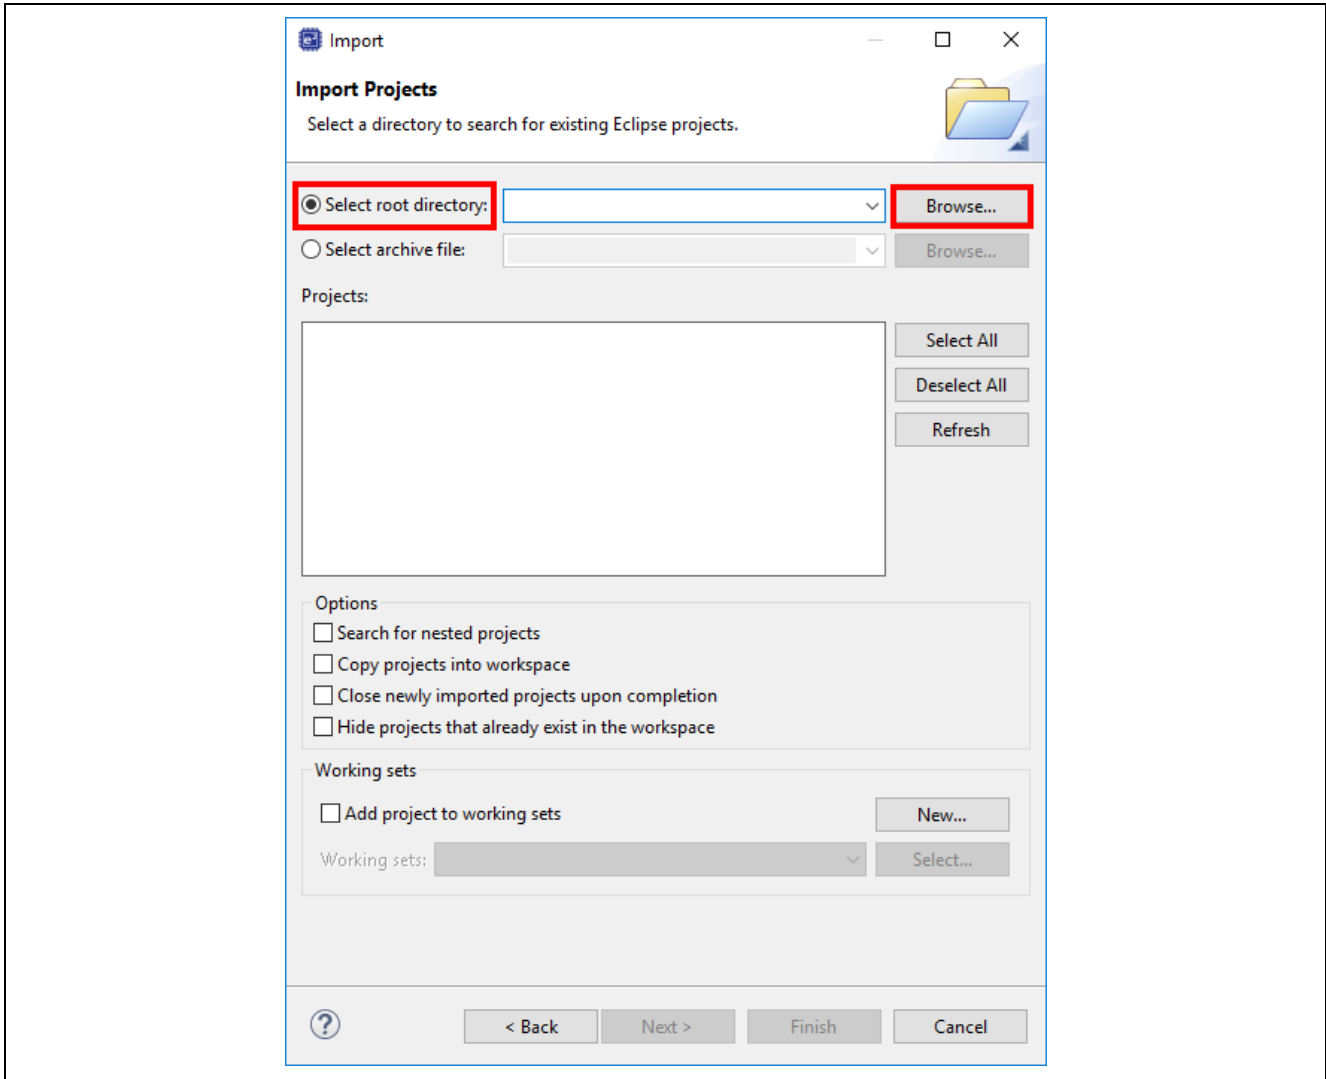 Import
Import Projects
Select a directory to search for existing Eclipse projects.
Select root directory: Browse...
Select archive file: Browse...
Projects:
Select All
Deselect All
Refresh
Options
Search for nested projects
Copy projects into workspace
Close newly imported projects upon completion
Hide projects that already exist in the workspace
Working sets
Add project to working sets New...
Working sets: Select...
? < Back Next > Finish Cancel